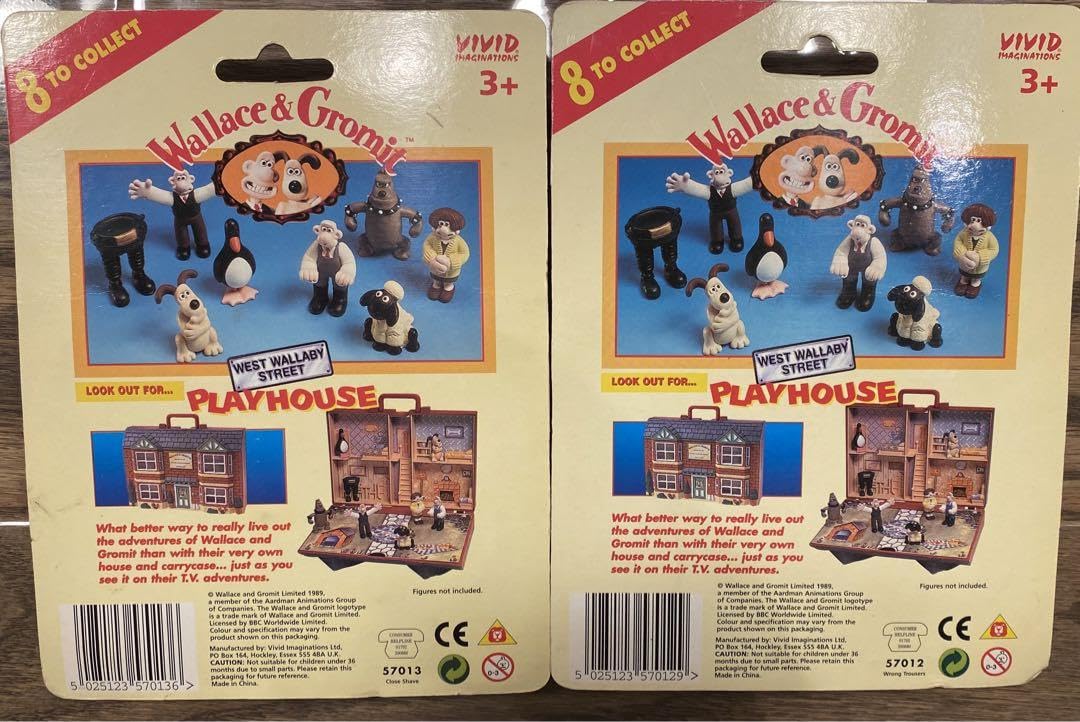 8 TO COLLECT
VIVID
IMAGINATIONS
3+
Wallace & Gromit™
WEST WALLABY
STREET
LOOK OUT FOR...
PLAYHOUSE
What better way to really live out
the adventures of Wallace and
Gromit than with their very own
house and carrycase... just as you
see it on their T.V. adventures.
Figures not included.
© Wallace and Gromit Limited 1989,
a member of the Aardman Animations Group
of Companies. The Wallace and Gromit logotype
is a trade mark of Wallace and Gromit Limited.
Licensed by BBC Worldwide Limited.
Colour and specification may vary from the
product shown on this packaging.
Manufactured by: Vivid Imaginations Ltd,
PO Box 164, Hockley, Essex SS5 4BA U.K.
CAUTION: Not suitable for children under 36
months due to small parts. Please retain this
packaging for future reference.
Made in China.
CONSUMER
HELPLINE
CE
0-3
57013
Close Shave
5 025123 570136 >
8 TO COLLECT
VIVID
IMAGINATIONS
3+
Wallace & Gromit
WEST WALLABY
STREET
LOOK OUT FOR...
PLAYHOUSE
What better way to really live out
the adventures of Wallace and
Gromit than with their very own
house and carrycase... just as you
see it on their T.V. adventures.
Figures not included.
© Wallace and Gromit Limited 1989,
a member of the Aardman Animations Group
of Companies. The Wallace and Gromit logotype
is a trade mark of Wallace and Gromit Limited.
Licensed by BBC Worldwide Limited.
Colour and specification may vary from the
product shown on this packaging.
Manufactured by: Vivid Imaginations Ltd,
PO Box 164, Hockley, Essex SS5 4BA U.K.
CAUTION: Not suitable for children under 36
months due to small parts. Please retain this
packaging for future reference.
Made in China.
CONSUMER
HELPLINE
CE
0-3
57012
Wrong Trousers
5 025123 570129 >